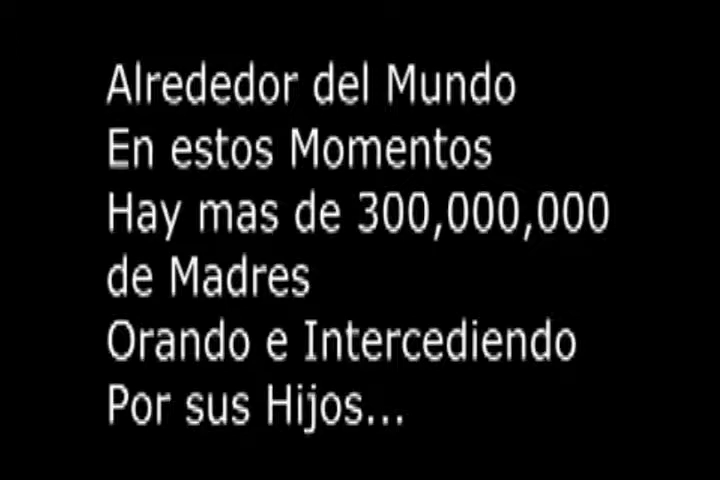 Alrededor del Mundo
En estos Momentos
Hay mas de 300,000,000
de Madres
Orando e Intercediendo
Por sus Hijos...